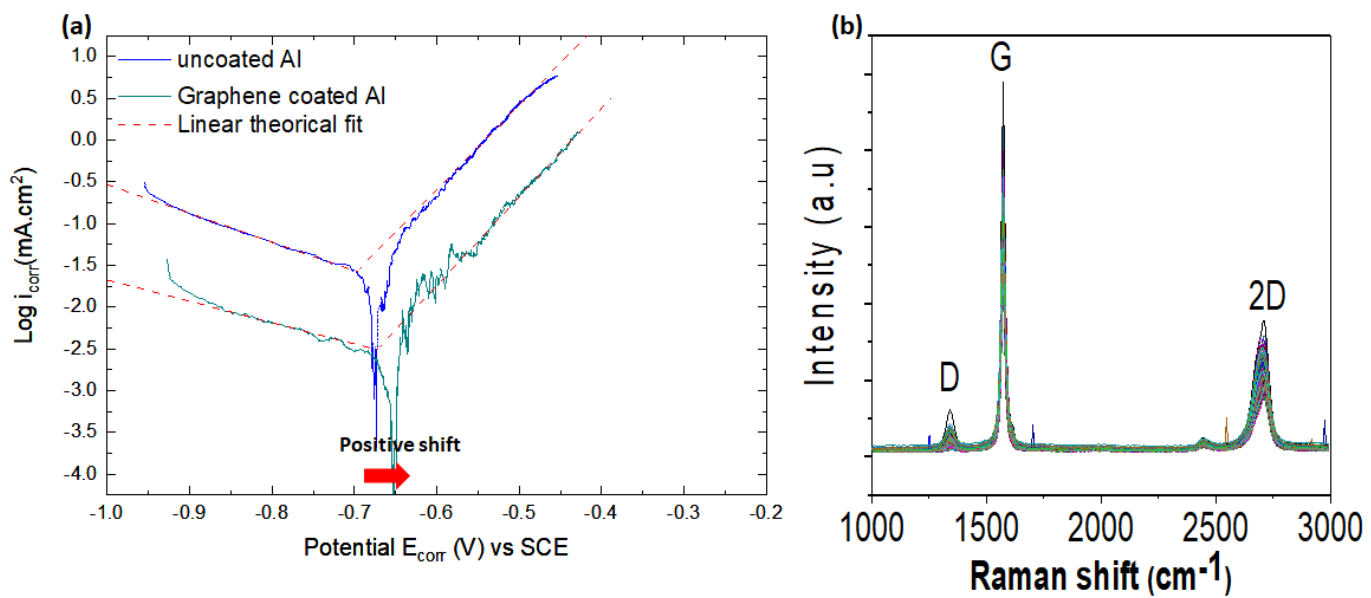 (a)
uncoated Al
Graphene coated Al
Linear theorical fit
1.0
0.5
0.0
-0.5
-1.0
-1.5
-2.0
-2.5
-3.0
-3.5
-4.0
Log i_corr(mA.cm²)
Positive shift
-1.0 -0.9 -0.8 -0.7 -0.6 -0.5 -0.4 -0.3 -0.2
Potential E_corr (V) vs SCE
(b)
G
2D
D
Intensity (a.u)
1000 1500 2000 2500 3000
Raman shift (cm⁻¹)